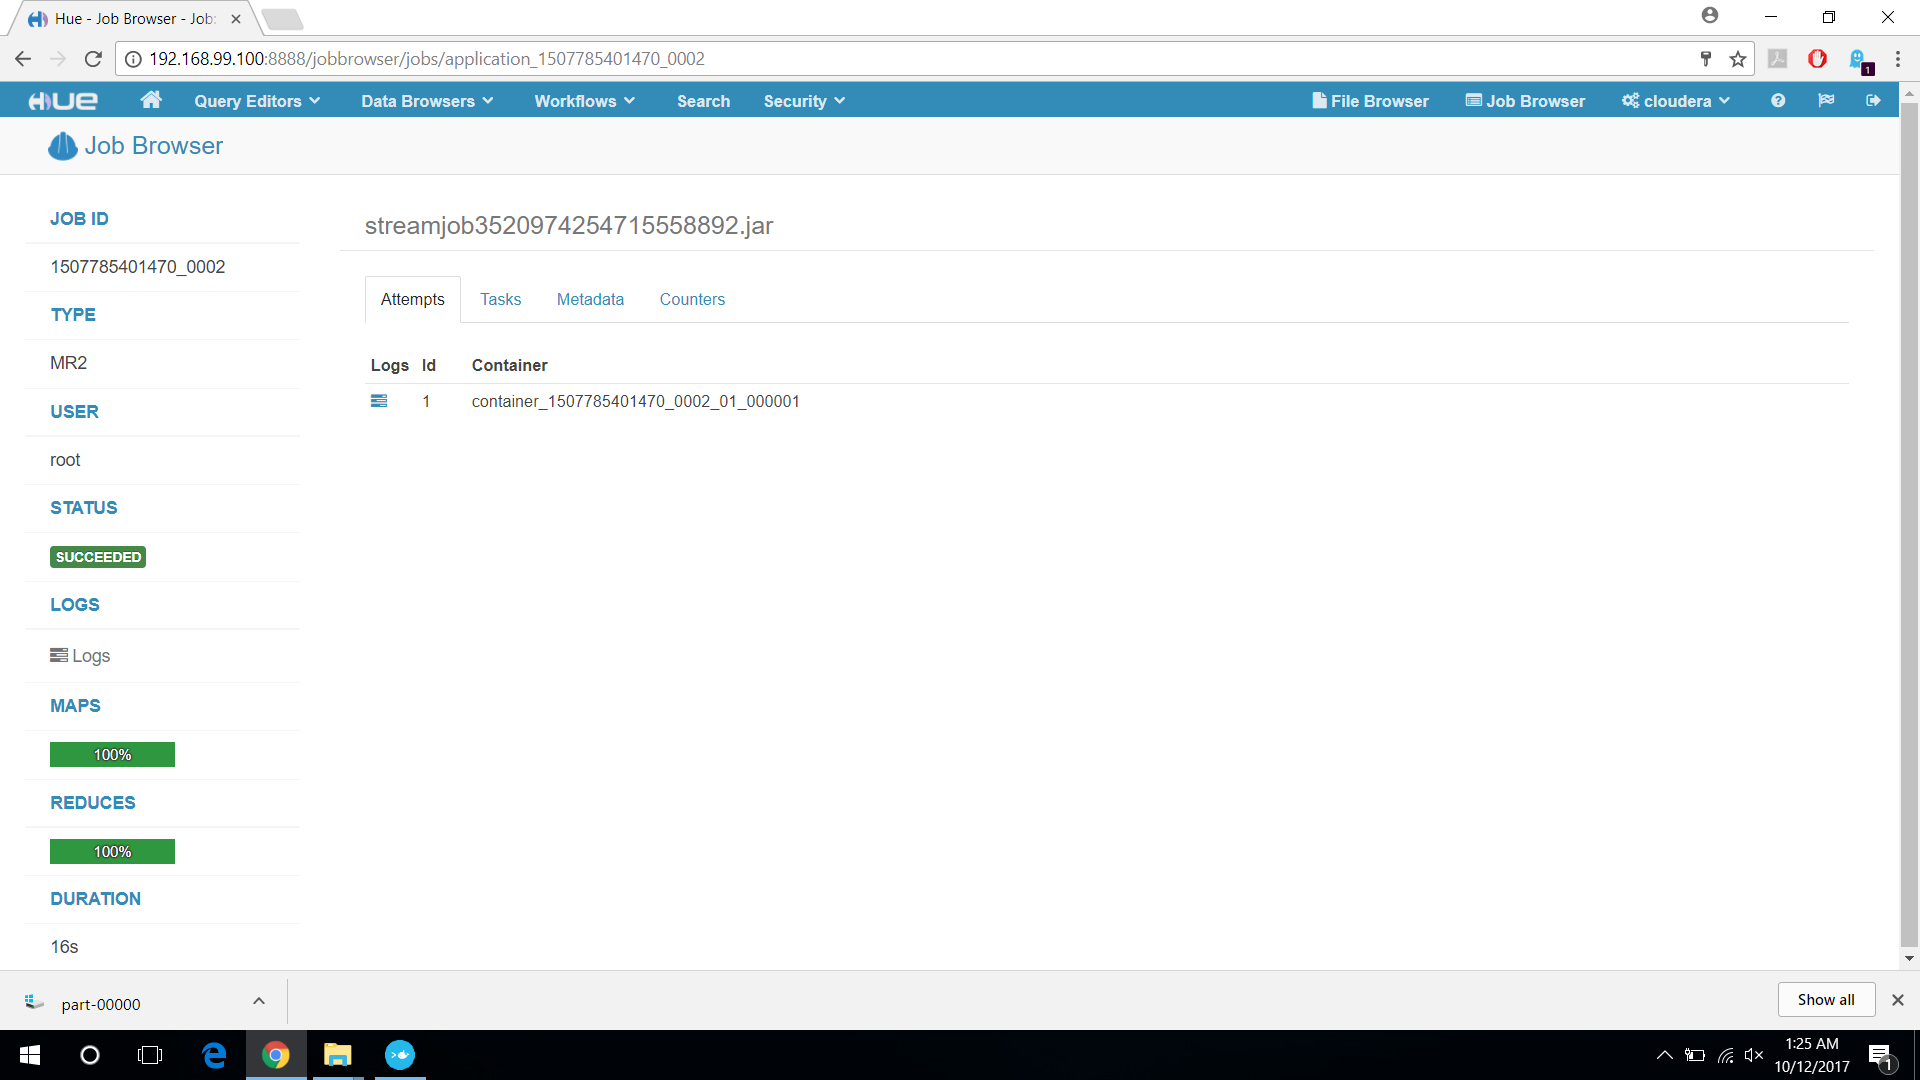 Hue - Job Browser - Job:
192.168.99.100:8888/jobbrowser/jobs/application_1507785401470_0002
1
HUE
Query Editors
Data Browsers
Workflows
Search
Security
File Browser
Job Browser
cloudera
Job Browser
JOB ID
1507785401470_0002
TYPE
MR2
USER
root
STATUS
SUCCEEDED
LOGS
Logs
MAPS
100%
REDUCES
100%
DURATION
16s
streamjob3520974254715558892.jar
Attempts
Tasks
Metadata
Counters
Logs Id Container
1 container_1507785401470_0002_01_000001
part-00000
Show all
1:25 AM
10/12/2017
1